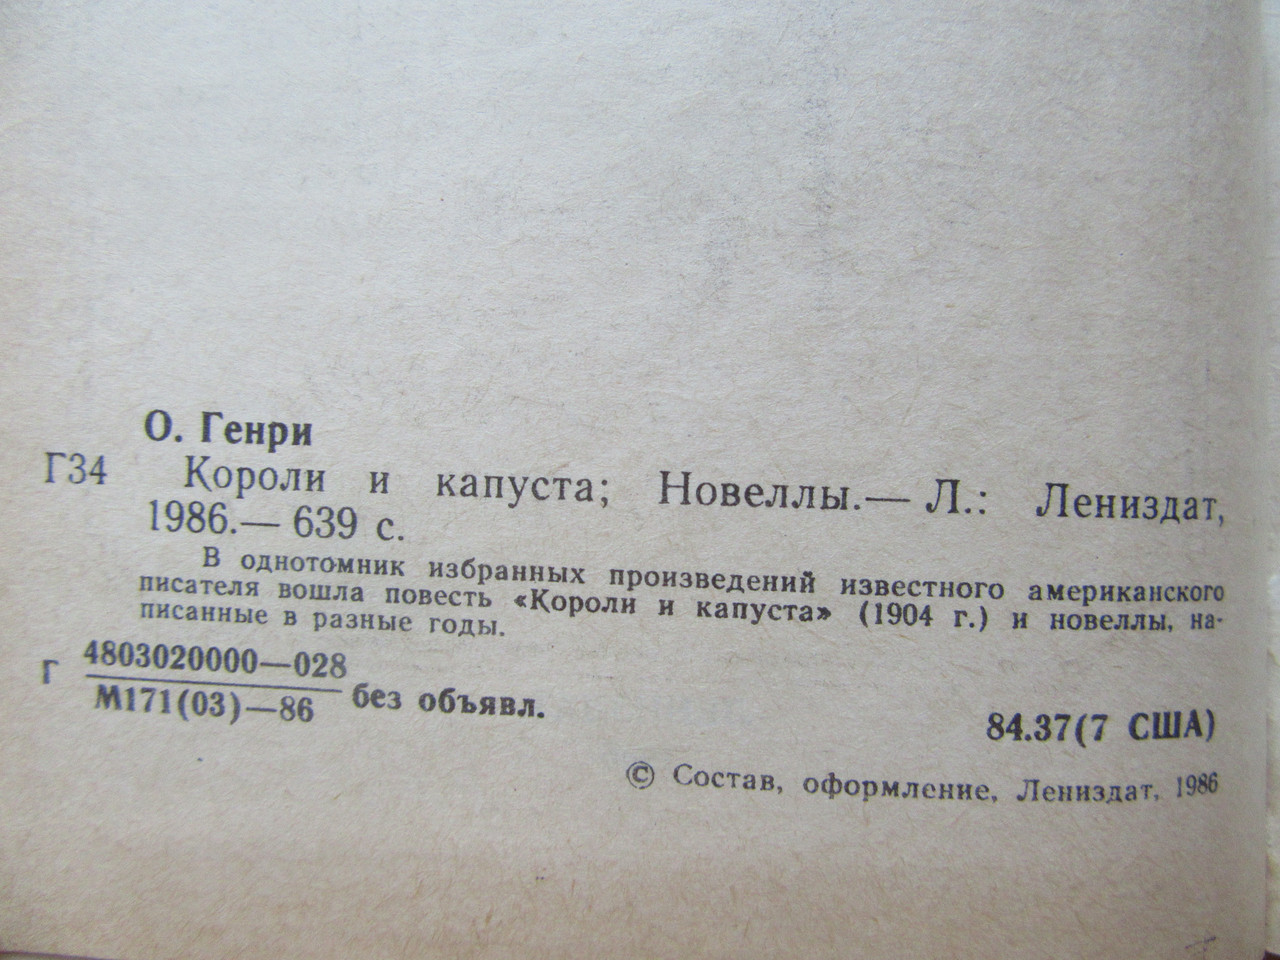 О. Генри
Г34 Короли и капуста; Новеллы.— Л.: Лениздат,
1986.— 639 с.
В однотомник избранных произведений известного американского
писателя вошла повесть «Короли и капуста» (1904 г.) и новеллы, на-
писанные в разные годы.
Г 4803020000—028
М171(03)—86 без объявл.
84.37(7 США)
© Состав, оформление, Лениздат, 1986